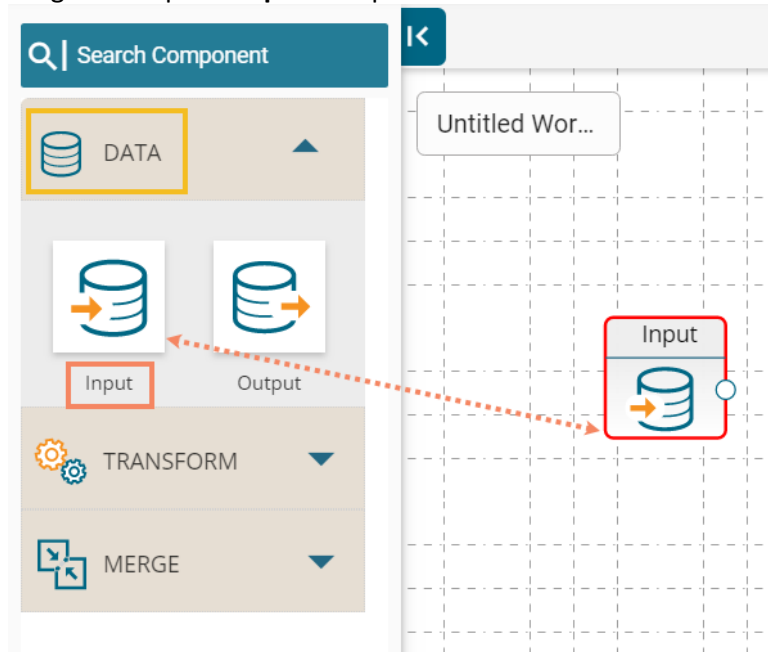 Search Component
Untitled Wor...
DATA
Input
Input
Output
TRANSFORM
MERGE